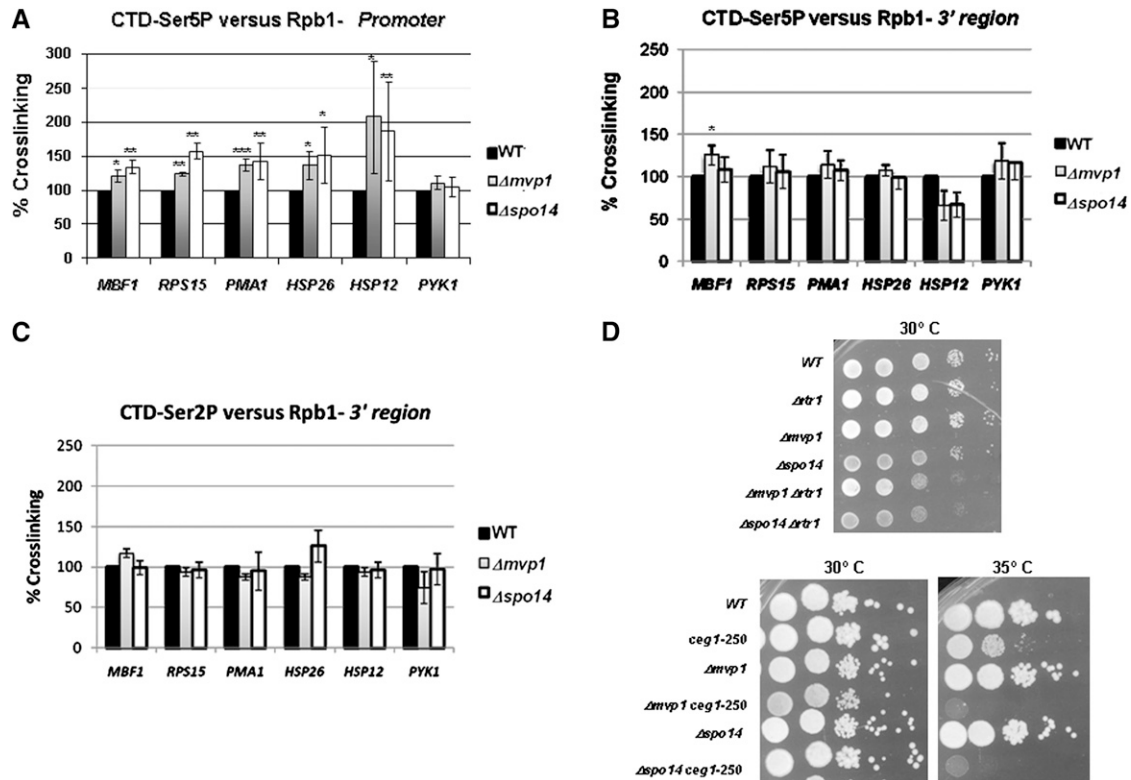 A
CTD-Ser5P versus Rpb1- Promoter
% Crosslinking
300
250
200
150
100
50
0
* ** ** ** *** ** * * * **
MBF1 RPS15 PMA1 HSP26 HSP12 PYK1
WT
Δmvp1
Δspo14
B
CTD-Ser5P versus Rpb1- 3' region
% Crosslinking
250
200
150
100
50
0
*
MBF1 RPS15 PMA1 HSP26 HSP12 PYK1
WT
Δmvp1
Δspo14
C
CTD-Ser2P versus Rpb1- 3' region
% Crosslinking
250
200
150
100
50
0
MBF1 RPS15 PMA1 HSP26 HSP12 PYK1
WT
Δmvp1
Δspo14
D
30° C
WT
Δrtr1
Δmvp1
Δspo14
Δmvp1 Δrtr1
Δspo14 Δrtr1
30° C 35° C
WT
ceg1-250
Δmvp1
Δmvp1 ceg1-250
Δspo14
Δspo14 ceg1-250